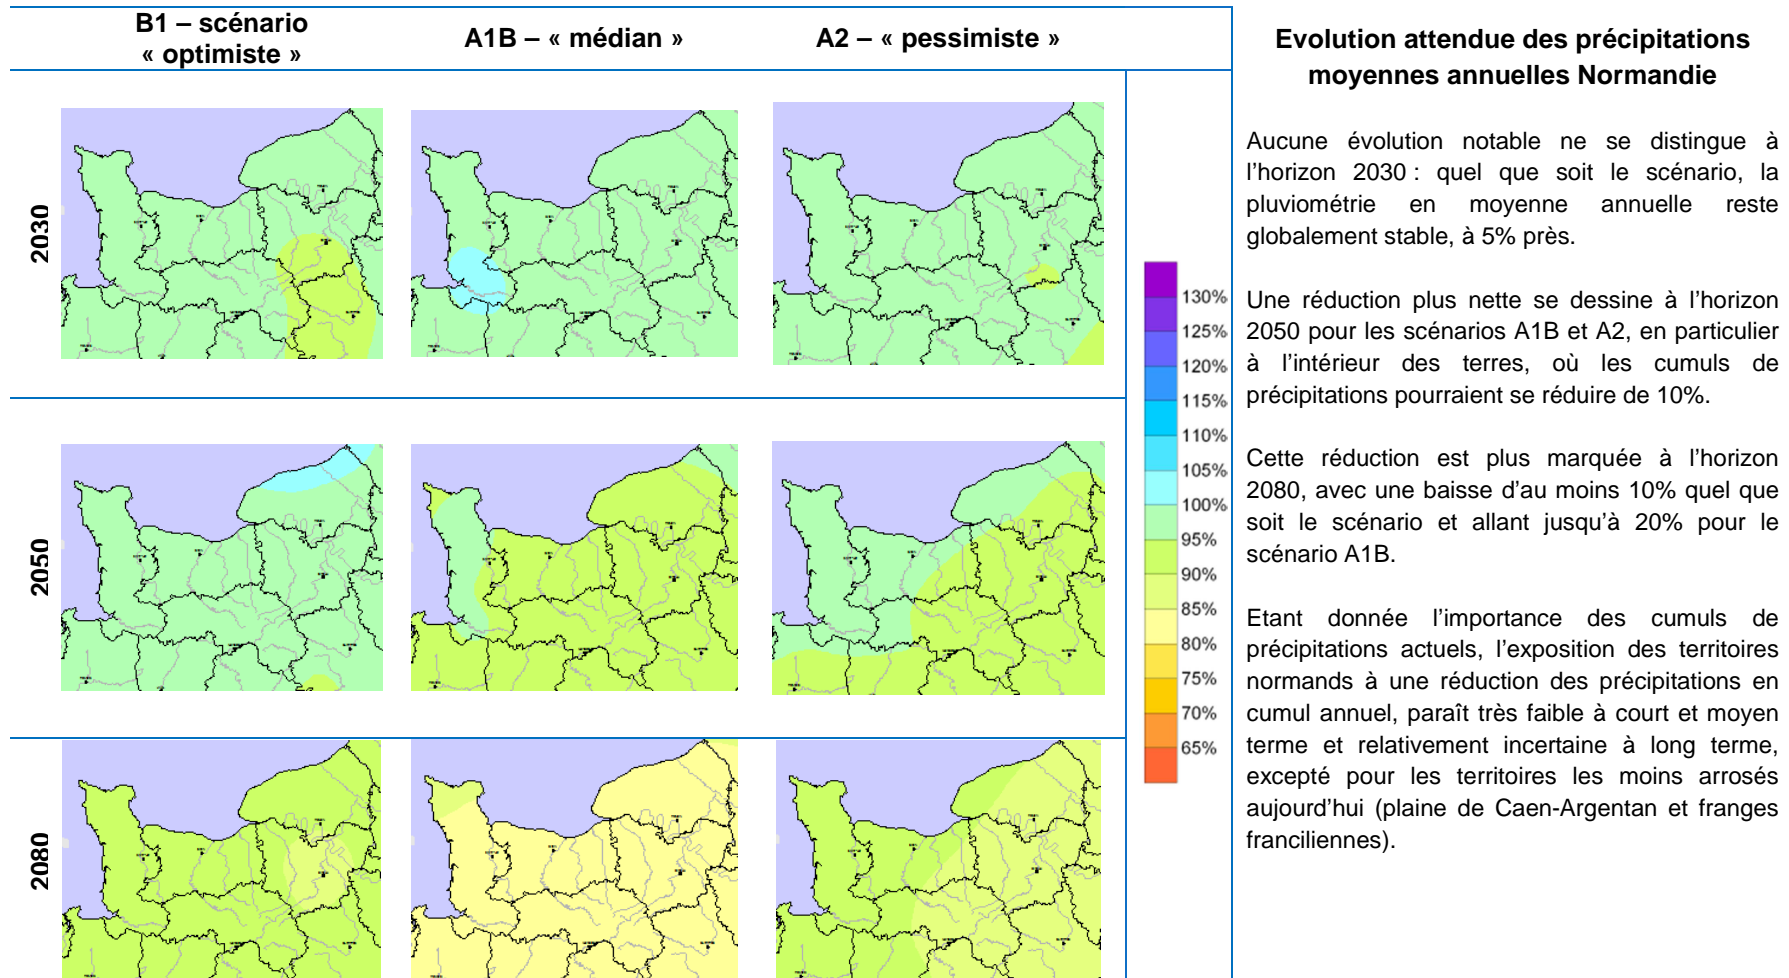 B1 – scénario
« optimiste »
A1B – « médian »
A2 – « pessimiste »
2030
2050
2080
130%
125%
120%
115%
110%
105%
100%
95%
90%
85%
80%
75%
70%
65%
Evolution attendue des précipitations
moyennes annuelles Normandie
Aucune évolution notable ne se distingue à
l'horizon 2030 : quel que soit le scénario, la
pluviométrie en moyenne annuelle reste
globalement stable, à 5% près.
Une réduction plus nette se dessine à l'horizon
2050 pour les scénarios A1B et A2, en particulier
à l'intérieur des terres, où les cumuls de
précipitations pourraient se réduire de 10%.
Cette réduction est plus marquée à l'horizon
2080, avec une baisse d'au moins 10% quel que
soit le scénario et allant jusqu'à 20% pour le
scénario A1B.
Etant donnée l'importance des cumuls de
précipitations actuels, l'exposition des territoires
normands à une réduction des précipitations en
cumul annuel, paraît très faible à court et moyen
terme et relativement incertaine à long terme,
excepté pour les territoires les moins arrosés
aujourd'hui (plaine de Caen-Argentan et franges
franciliennes).